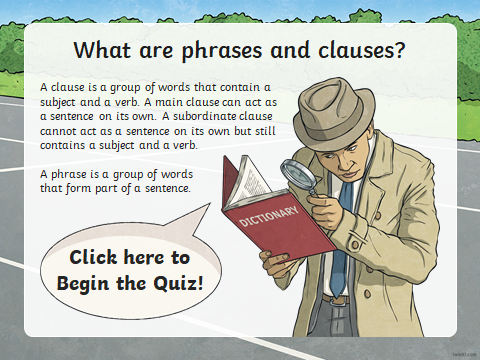 What are phrases and clauses?
A clause is a group of words that contain a
subject and a verb. A main clause can act as
a sentence on its own. A subordinate clause
cannot act as a sentence on its own but still
contains a subject and a verb.
A phrase is a group of words
that form part of a sentence.
DICTIONARY
Click here to
Begin the Quiz!